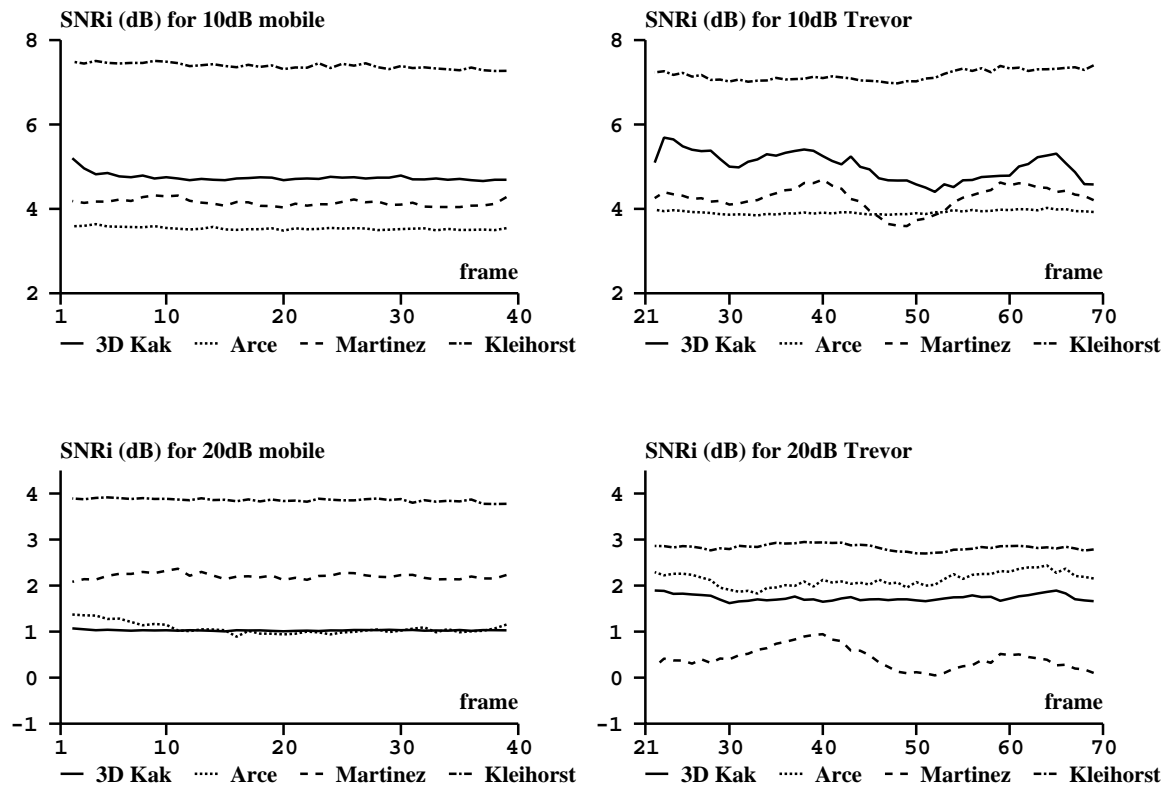 SNRi (dB) for 10dB mobile
8
6
4
2
frame
1 10 20 30 40
3D Kak Arce Martinez Kleihorst
SNRi (dB) for 10dB Trevor
8
6
4
2
frame
21 30 40 50 60 70
3D Kak Arce Martinez Kleihorst
SNRi (dB) for 20dB mobile
4
3
2
1
0
−1
frame
1 10 20 30 40
3D Kak Arce Martinez Kleihorst
SNRi (dB) for 20dB Trevor
4
3
2
1
0
−1
frame
21 30 40 50 60 70
3D Kak Arce Martinez Kleihorst